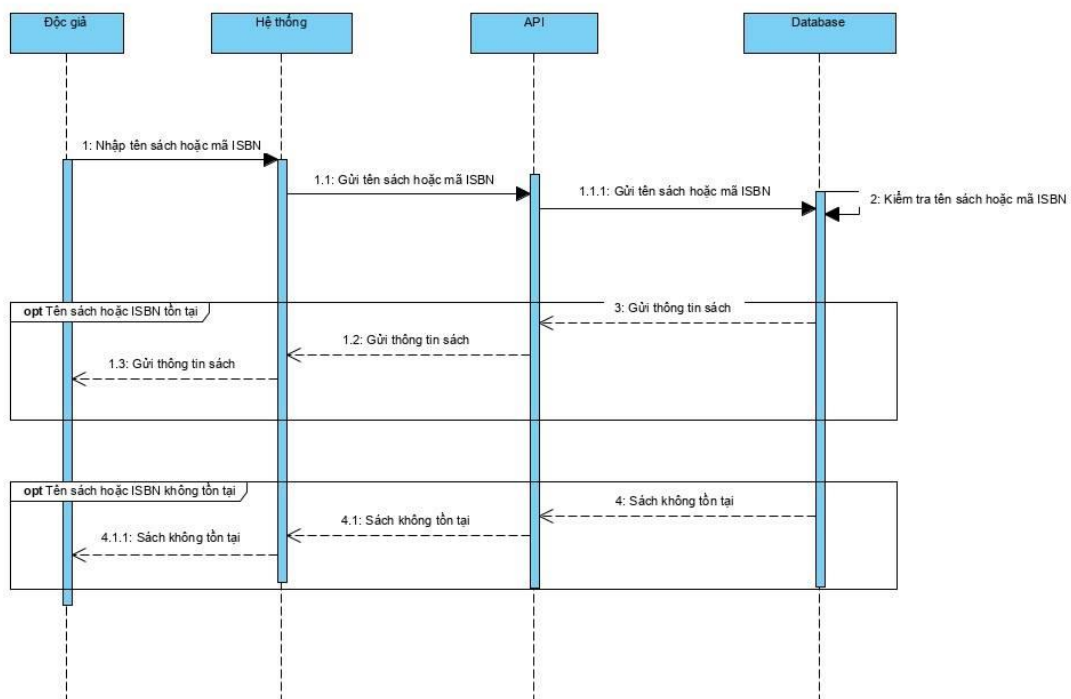 Độc giả
Hệ thống
API
Database
1: Nhập tên sách hoặc mã ISBN
1.1: Gửi tên sách hoặc mã ISBN
1.1.1: Gửi tên sách hoặc mã ISBN
2: Kiểm tra tên sách hoặc mã ISBN
opt Tên sách hoặc ISBN tồn tại
3: Gửi thông tin sách
1.2: Gửi thông tin sách
1.3: Gửi thông tin sách
opt Tên sách hoặc ISBN không tồn tại
4: Sách không tồn tại
4.1: Sách không tồn tại
4.1.1: Sách không tồn tại